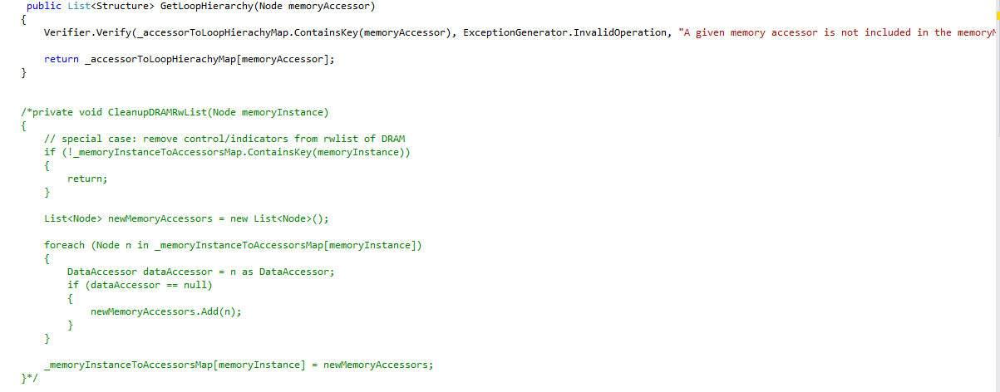 public List<Structure> GetLoopHierarchy(Node memoryAccessor)
{
Verifier.Verify(_accessorToLoopHierachyMap.ContainsKey(memoryAccessor), ExceptionGenerator.InvalidOperation, "A given memory accessor is not included in the memoryM
return _accessorToLoopHierachyMap[memoryAccessor];
}
/*private void CleanupDRAMRwList(Node memoryInstance)
{
// special case: remove control/indicators from rwlist of DRAM
if (!_memoryInstanceToAccessorsMap.ContainsKey(memoryInstance))
{
return;
}
List<Node> newMemoryAccessors = new List<Node>();
foreach (Node n in _memoryInstanceToAccessorsMap[memoryInstance])
{
DataAccessor dataAccessor = n as DataAccessor;
if (dataAccessor == null)
{
newMemoryAccessors.Add(n);
}
}
_memoryInstanceToAccessorsMap[memoryInstance] = newMemoryAccessors;
}*/